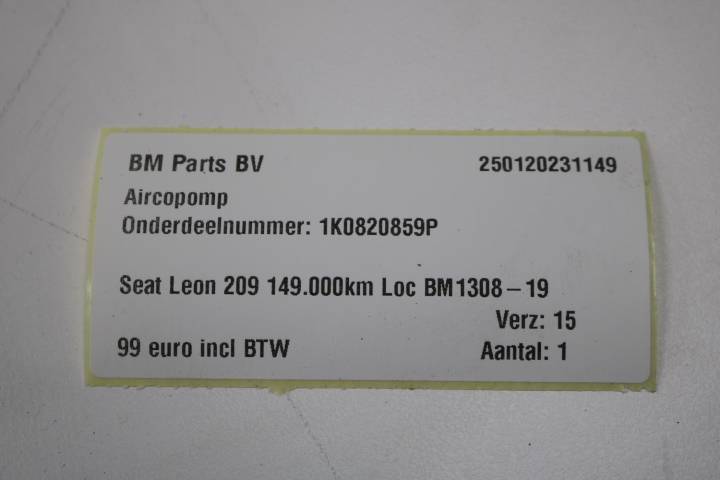 BM Parts BV 250120231149
Aircopomp
Onderdeelnummer: 1K0820859P
Seat Leon 209 149.000km Loc BM1308-19
Verz: 15
99 euro incl BTW Aantal: 1